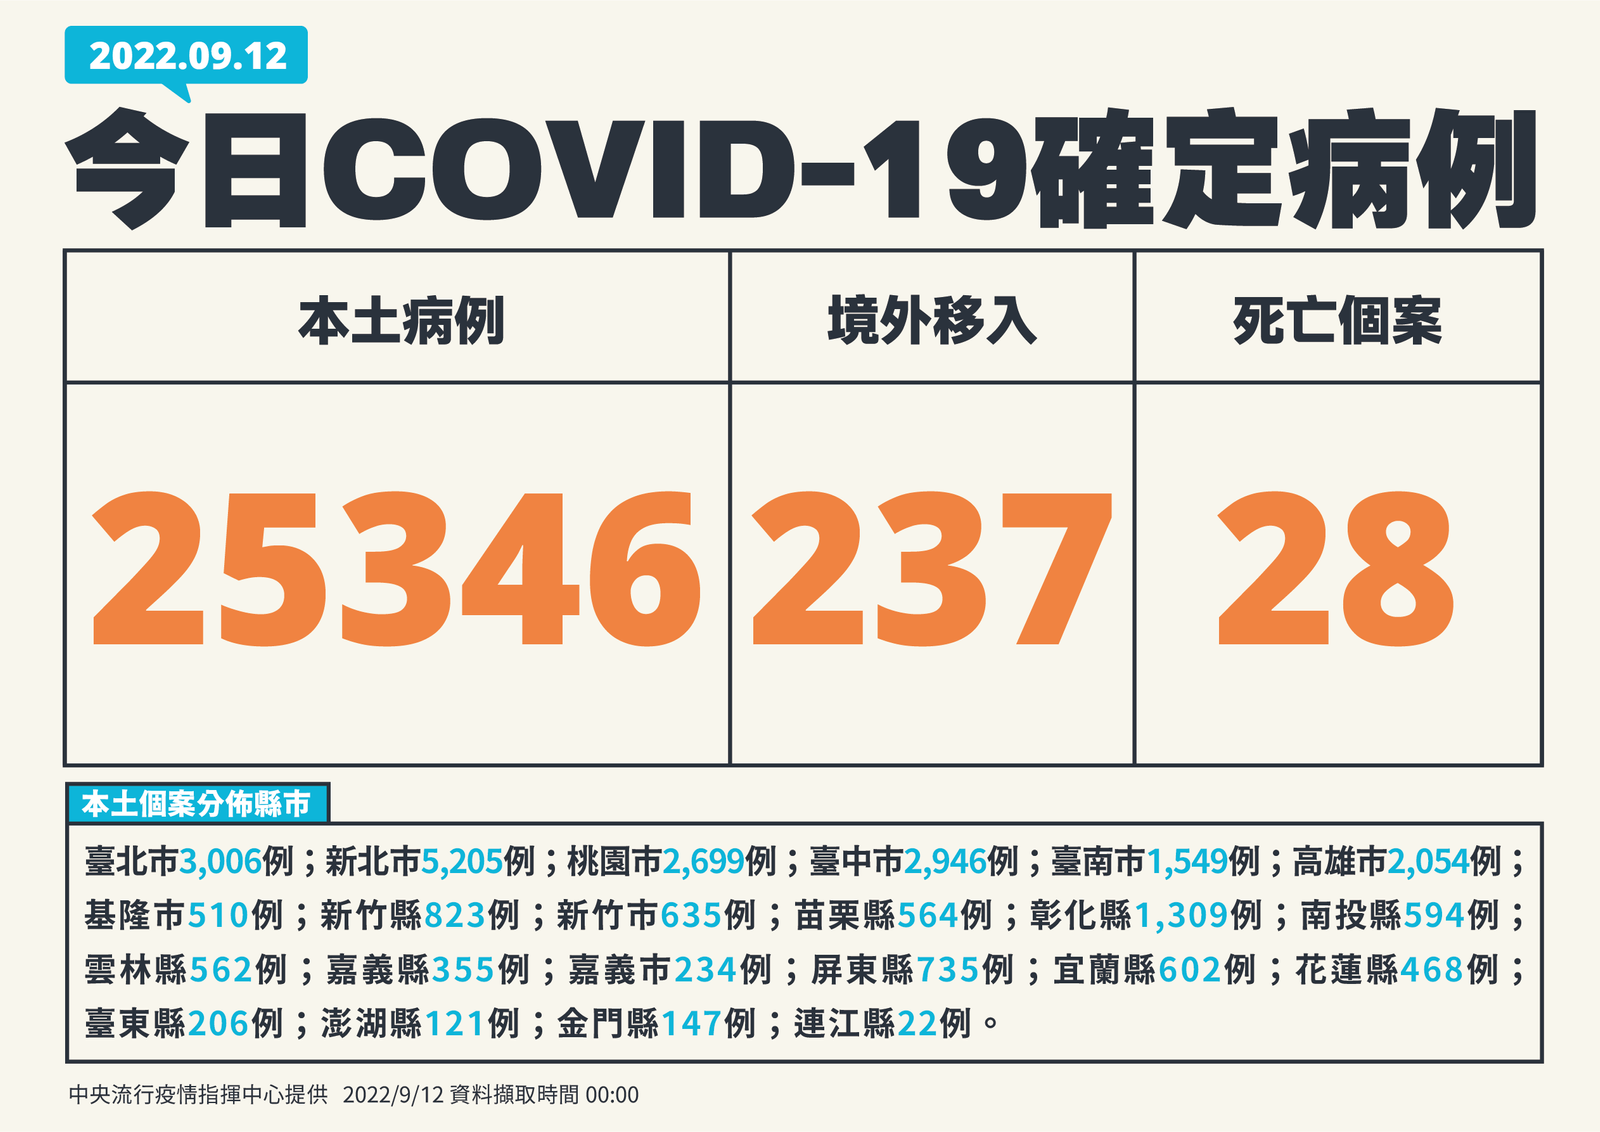 2022.09.12
今日COVID-19確定病例
本土病例 境外移入 死亡個案
25346 237 28
本土個案分佈縣市
臺北市3,006例；新北市5,205例；桃園市2,699例；臺中市2,946例；臺南市1,549例；高雄市2,054例；
基隆市510例；新竹縣823例；新竹市635例；苗栗縣564例；彰化縣1,309例；南投縣594例；
雲林縣562例；嘉義縣355例；嘉義市234例；屏東縣735例；宜蘭縣602例；花蓮縣468例；
臺東縣206例；澎湖縣121例；金門縣147例；連江縣22例。
中央流行疫情指揮中心提供 2022/9/12 資料擷取時間 00:00